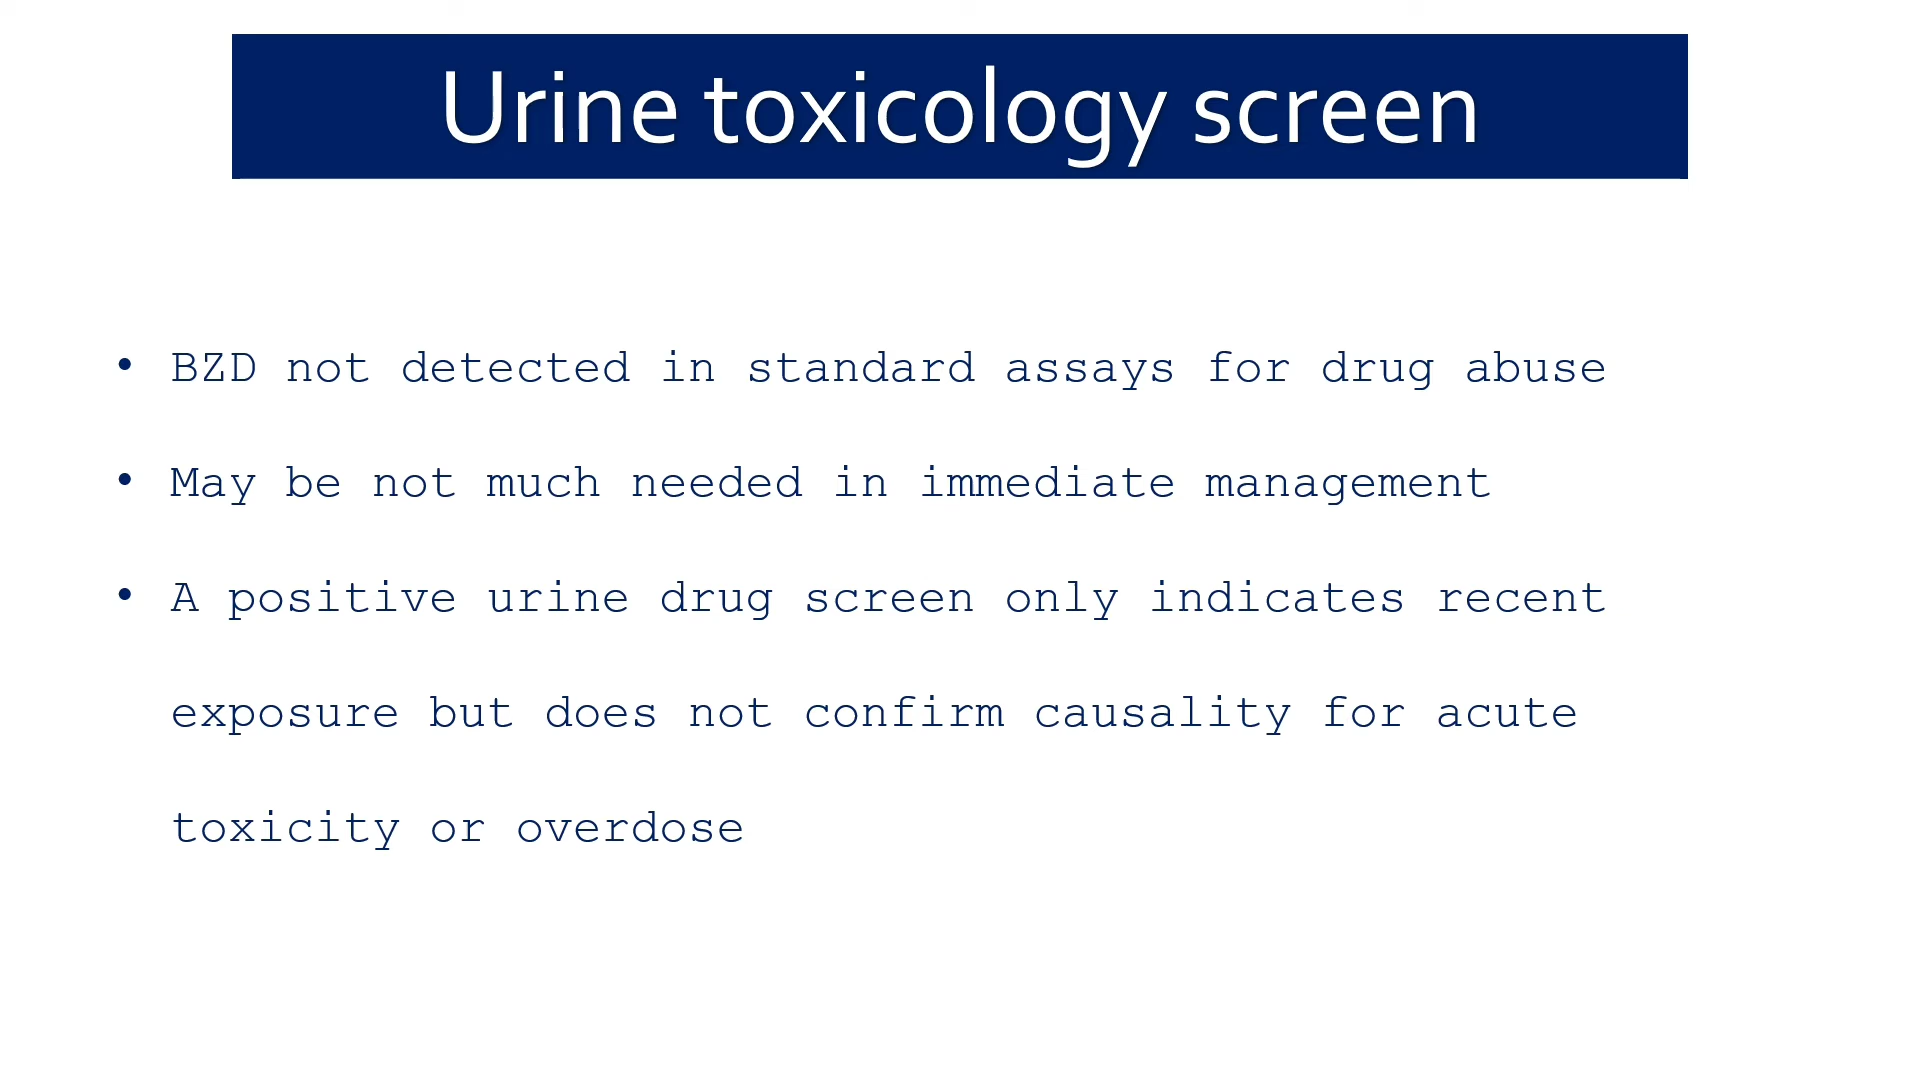 Urine toxicology screen
• BZD not detected in standard assays for drug abuse
• May be not much needed in immediate management
• A positive urine drug screen only indicates recent
exposure but does not confirm causality for acute
toxicity or overdose